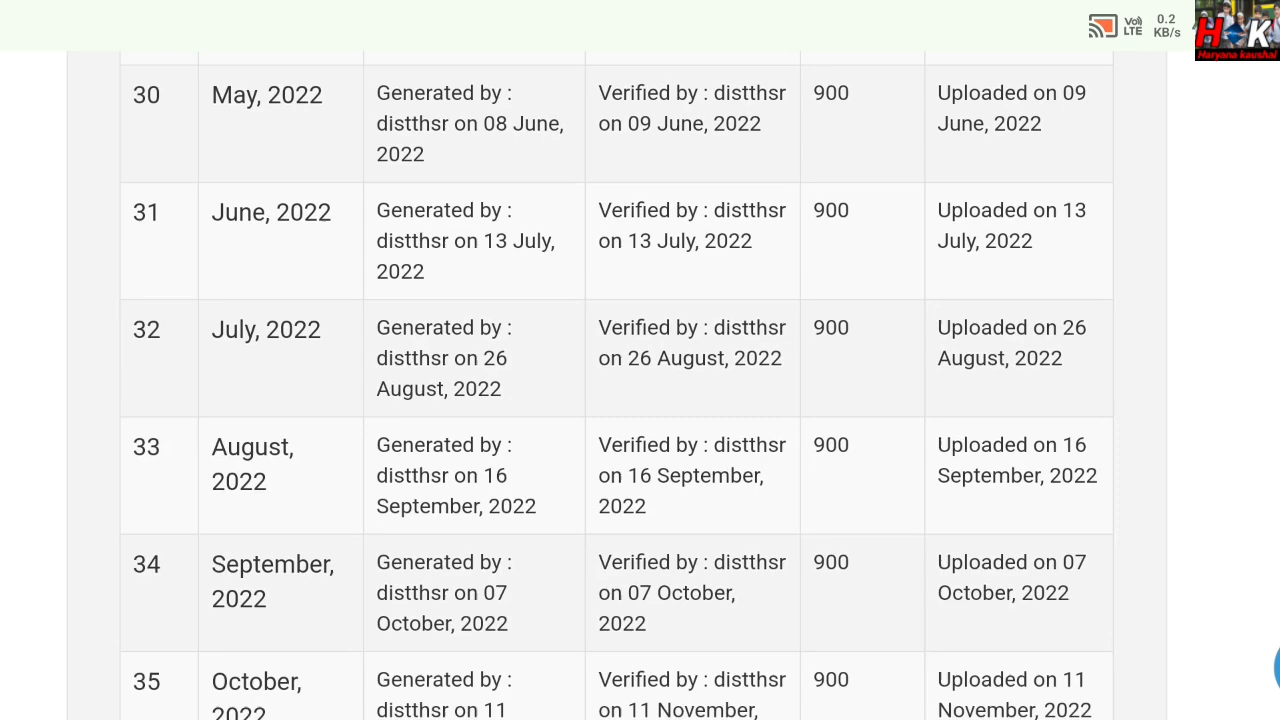 Vo))
LTE
0.2
KB/s
H K
Haryana kaushal
30
May, 2022
Generated by :
distthsr on 08 June,
2022
Verified by : distthsr
on 09 June, 2022
900
Uploaded on 09
June, 2022
31
June, 2022
Generated by :
distthsr on 13 July,
2022
Verified by : distthsr
on 13 July, 2022
900
Uploaded on 13
July, 2022
32
July, 2022
Generated by :
distthsr on 26
August, 2022
Verified by : distthsr
on 26 August, 2022
900
Uploaded on 26
August, 2022
33
August,
2022
Generated by :
distthsr on 16
September, 2022
Verified by : distthsr
on 16 September,
2022
900
Uploaded on 16
September, 2022
34
September,
2022
Generated by :
distthsr on 07
October, 2022
Verified by : distthsr
on 07 October,
2022
900
Uploaded on 07
October, 2022
35
October,
2022
Generated by :
distthsr on 11
Verified by : distthsr
on 11 November,
900
Uploaded on 11
November, 2022